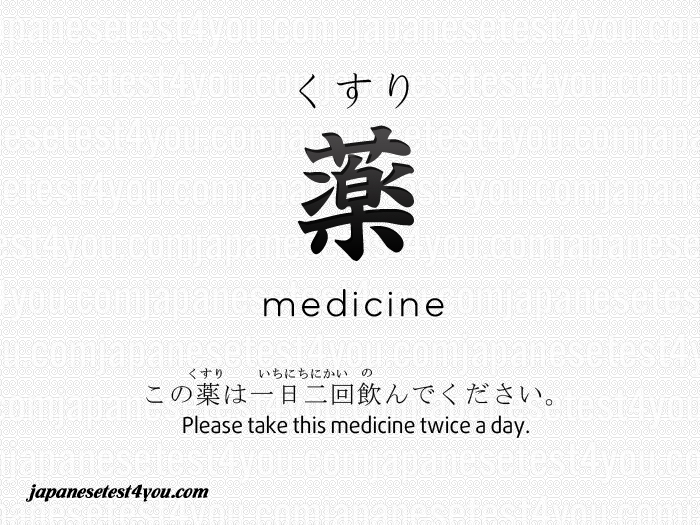 くすり
薬
medicine
くすり いちにちにかい の
この薬は一日二回飲んでください。
Please take this medicine twice a day.
japanesetest4you.com